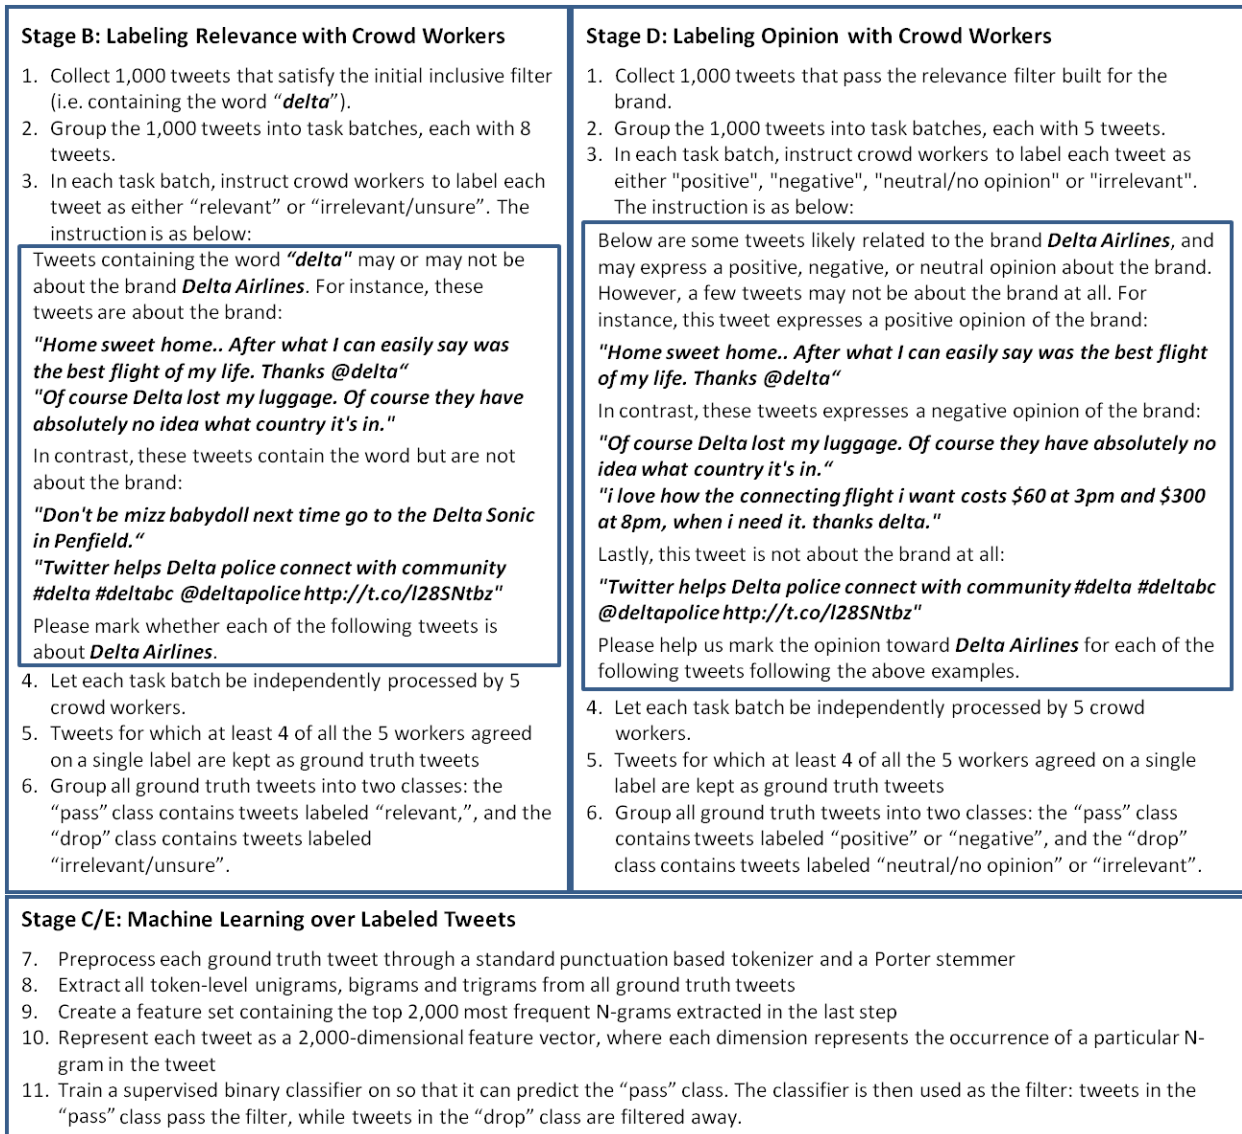 Stage B: Labeling Relevance with Crowd Workers
1. Collect 1,000 tweets that satisfy the initial inclusive filter
(i.e. containing the word “delta”).
2. Group the 1,000 tweets into task batches, each with 8
tweets.
3. In each task batch, instruct crowd workers to label each
tweet as either “relevant” or “irrelevant/unsure”. The
instruction is as below:
Tweets containing the word “delta" may or may not be
about the brand Delta Airlines. For instance, these
tweets are about the brand:
"Home sweet home.. After what I can easily say was
the best flight of my life. Thanks @delta“
"Of course Delta lost my luggage. Of course they have
absolutely no idea what country it's in."
In contrast, these tweets contain the word but are not
about the brand:
"Don't be mizz babydoll next time go to the Delta Sonic
in Penfield.“
"Twitter helps Delta police connect with community
#delta #deltabc @deltapolice http://t.co/l28SNtbz"
Please mark whether each of the following tweets is
about Delta Airlines.
4. Let each task batch be independently processed by 5
crowd workers.
5. Tweets for which at least 4 of all the 5 workers agreed
on a single label are kept as ground truth tweets
6. Group all ground truth tweets into two classes: the
“pass” class contains tweets labeled “relevant,”, and the
“drop” class contains tweets labeled
“irrelevant/unsure”.
Stage D: Labeling Opinion with Crowd Workers
1. Collect 1,000 tweets that pass the relevance filter built for the
brand.
2. Group the 1,000 tweets into task batches, each with 5 tweets.
3. In each task batch, instruct crowd workers to label each tweet as
either "positive", "negative", "neutral/no opinion" or "irrelevant".
The instruction is as below:
Below are some tweets likely related to the brand Delta Airlines, and
may express a positive, negative, or neutral opinion about the brand.
However, a few tweets may not be about the brand at all. For
instance, this tweet expresses a positive opinion of the brand:
"Home sweet home.. After what I can easily say was the best flight
of my life. Thanks @delta“
In contrast, these tweets expresses a negative opinion of the brand:
"Of course Delta lost my luggage. Of course they have absolutely no
idea what country it's in.“
"i love how the connecting flight i want costs $60 at 3pm and $300
at 8pm, when i need it. thanks delta."
Lastly, this tweet is not about the brand at all:
"Twitter helps Delta police connect with community #delta #deltabc
@deltapolice http://t.co/l28SNtbz"
Please help us mark the opinion toward Delta Airlines for each of the
following tweets following the above examples.
4. Let each task batch be independently processed by 5 crowd
workers.
5. Tweets for which at least 4 of all the 5 workers agreed on a single
label are kept as ground truth tweets
6. Group all ground truth tweets into two classes: the “pass” class
contains tweets labeled “positive” or “negative”, and the “drop”
class contains tweets labeled “neutral/no opinion” or “irrelevant”.
Stage C/E: Machine Learning over Labeled Tweets
7. Preprocess each ground truth tweet through a standard punctuation based tokenizer and a Porter stemmer
8. Extract all token-level unigrams, bigrams and trigrams from all ground truth tweets
9. Create a feature set containing the top 2,000 most frequent N-grams extracted in the last step
10. Represent each tweet as a 2,000-dimensional feature vector, where each dimension represents the occurrence of a particular N-
gram in the tweet
11. Train a supervised binary classifier on so that it can predict the “pass” class. The classifier is then used as the filter: tweets in the
“pass” class pass the filter, while tweets in the “drop” class are filtered away.